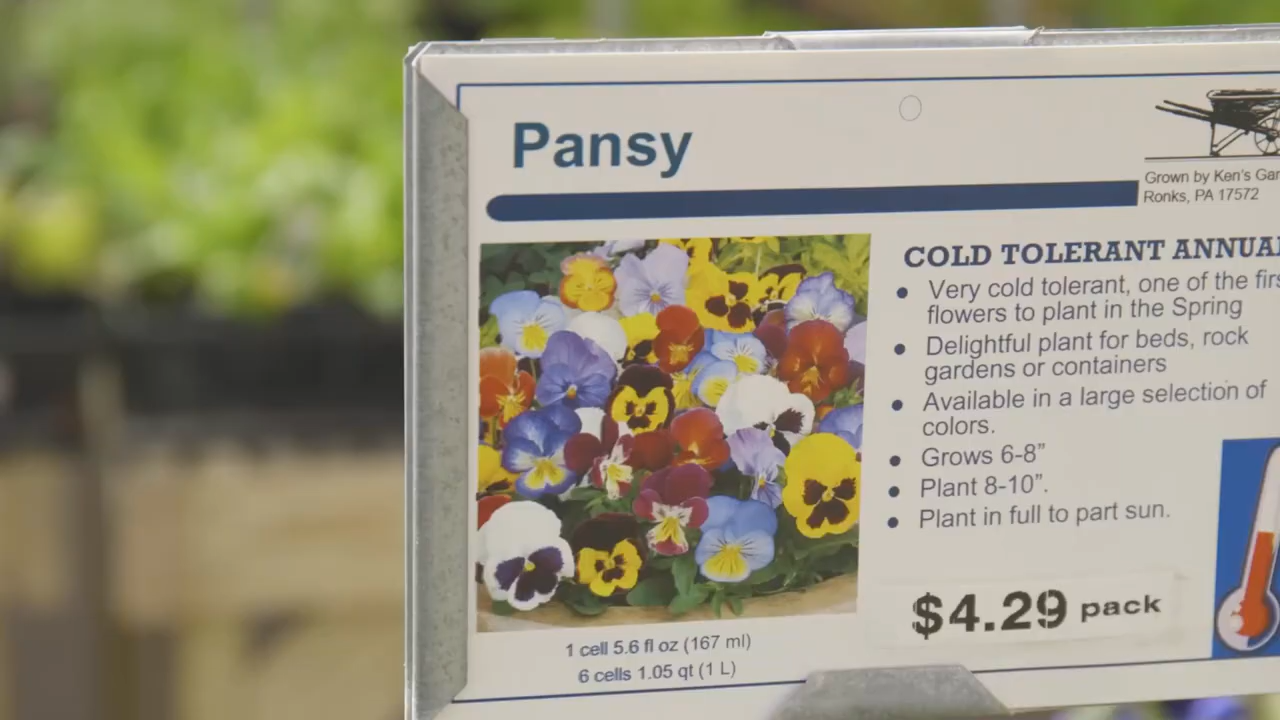 Pansy
Grown by Ken's Gar
Ronks, PA 17572
COLD TOLERANT ANNUA
• Very cold tolerant, one of the firs
flowers to plant in the Spring
• Delightful plant for beds, rock
gardens or containers
• Available in a large selection of
colors.
• Grows 6-8"
• Plant 8-10".
• Plant in full to part sun.
$4.29 pack
1 cell 5.6 fl oz (167 ml)
6 cells 1.05 qt (1 L)